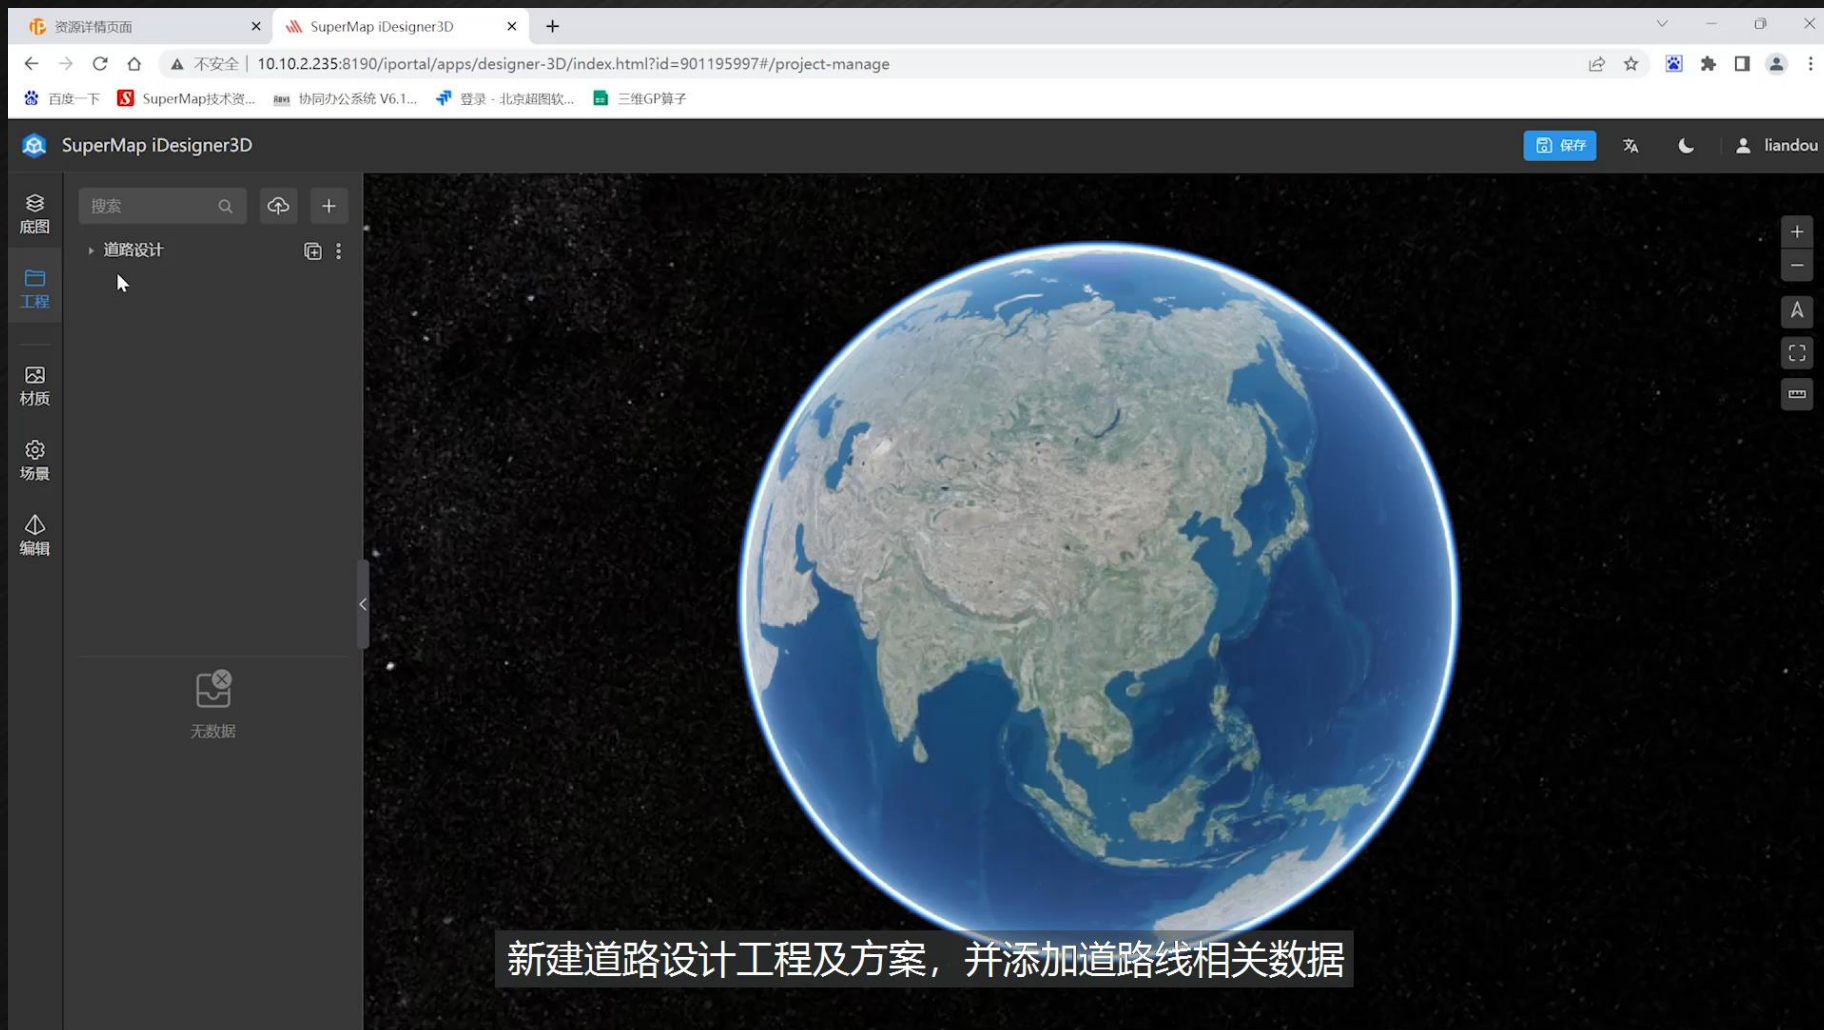 资源详情页面
SuperMap iDesigner3D
不安全
10.10.2.235:8190/iportal/apps/designer-3D/index.html?id=901195997#/project-manage
百度一下
SuperMap技术资...
协同办公系统 V6.1...
登录 - 北京超图软...
三维GP算子
SuperMap iDesigner3D
保存
liandou
底图
工程
材质
场景
编辑
搜索
道路设计
无数据
新建道路设计工程及方案，并添加道路线相关数据